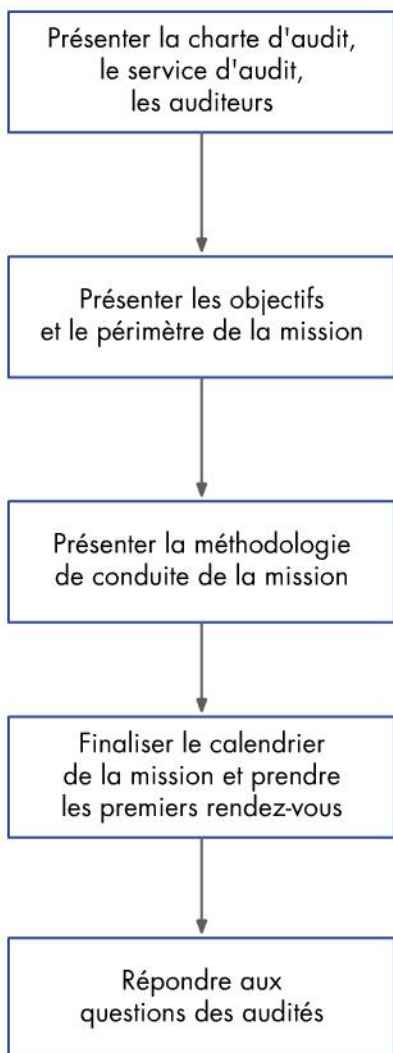 Présenter la charte d'audit,
le service d'audit,
les auditeurs
Présenter les objectifs
et le périmètre de la mission
Présenter la méthodologie
de conduite de la mission
Finaliser le calendrier
de la mission et prendre
les premiers rendez-vous
Répondre aux
questions des audités